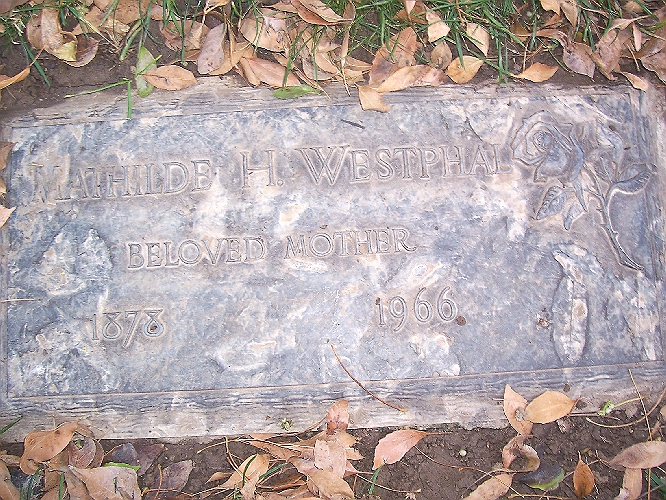 MATHILDE H. WESTPHAL
BELOVED MOTHER
1878 1966